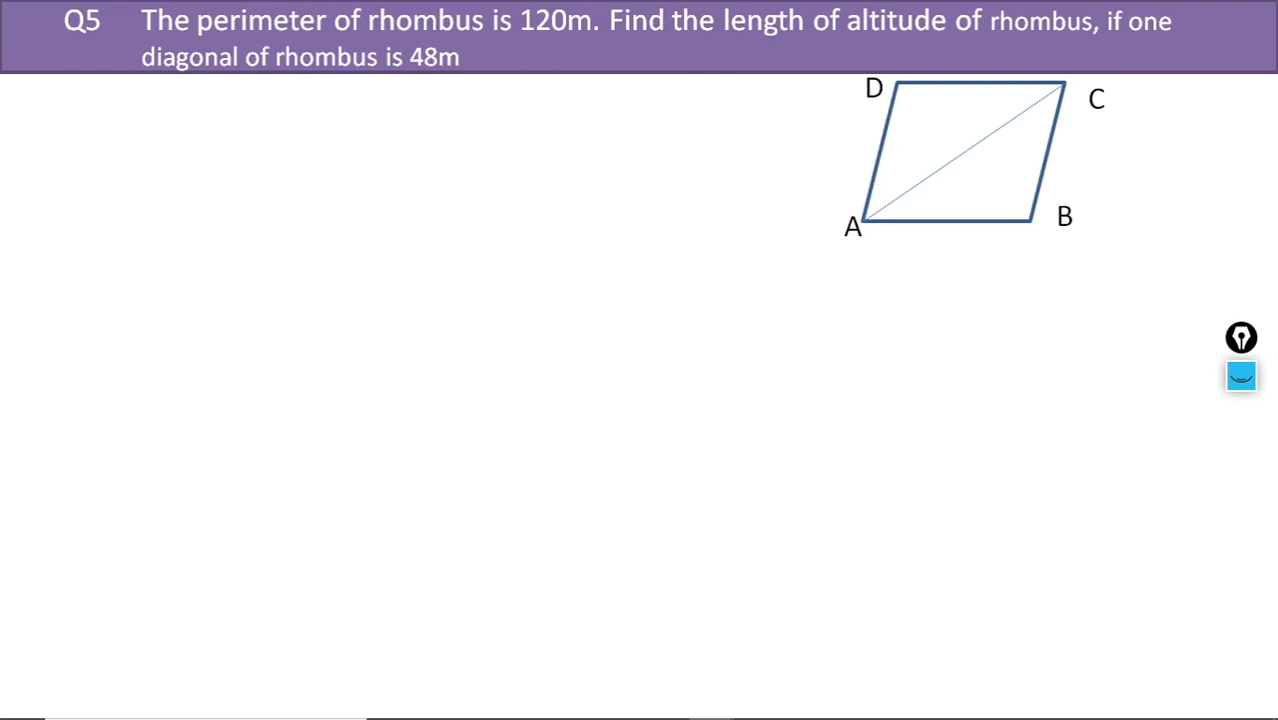 Q5 The perimeter of rhombus is 120m. Find the length of altitude of rhombus, if one
diagonal of rhombus is 48m
D
C
A
B